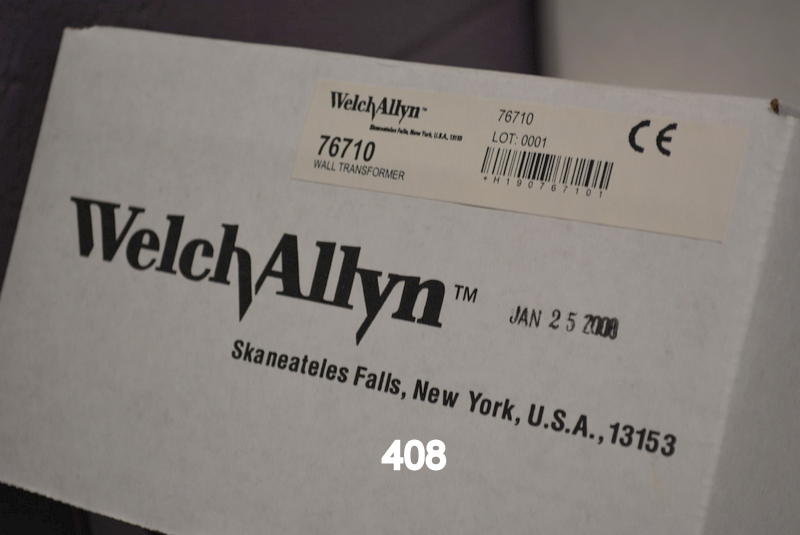 WelchAllyn™
Skaneateles Falls, New York, U.S.A., 13153
76710
WALL TRANSFORMER
76710
LOT: 0001
*H190767101
CE
WelchAllyn™
JAN 25 2008
Skaneateles Falls, New York, U.S.A., 13153
408